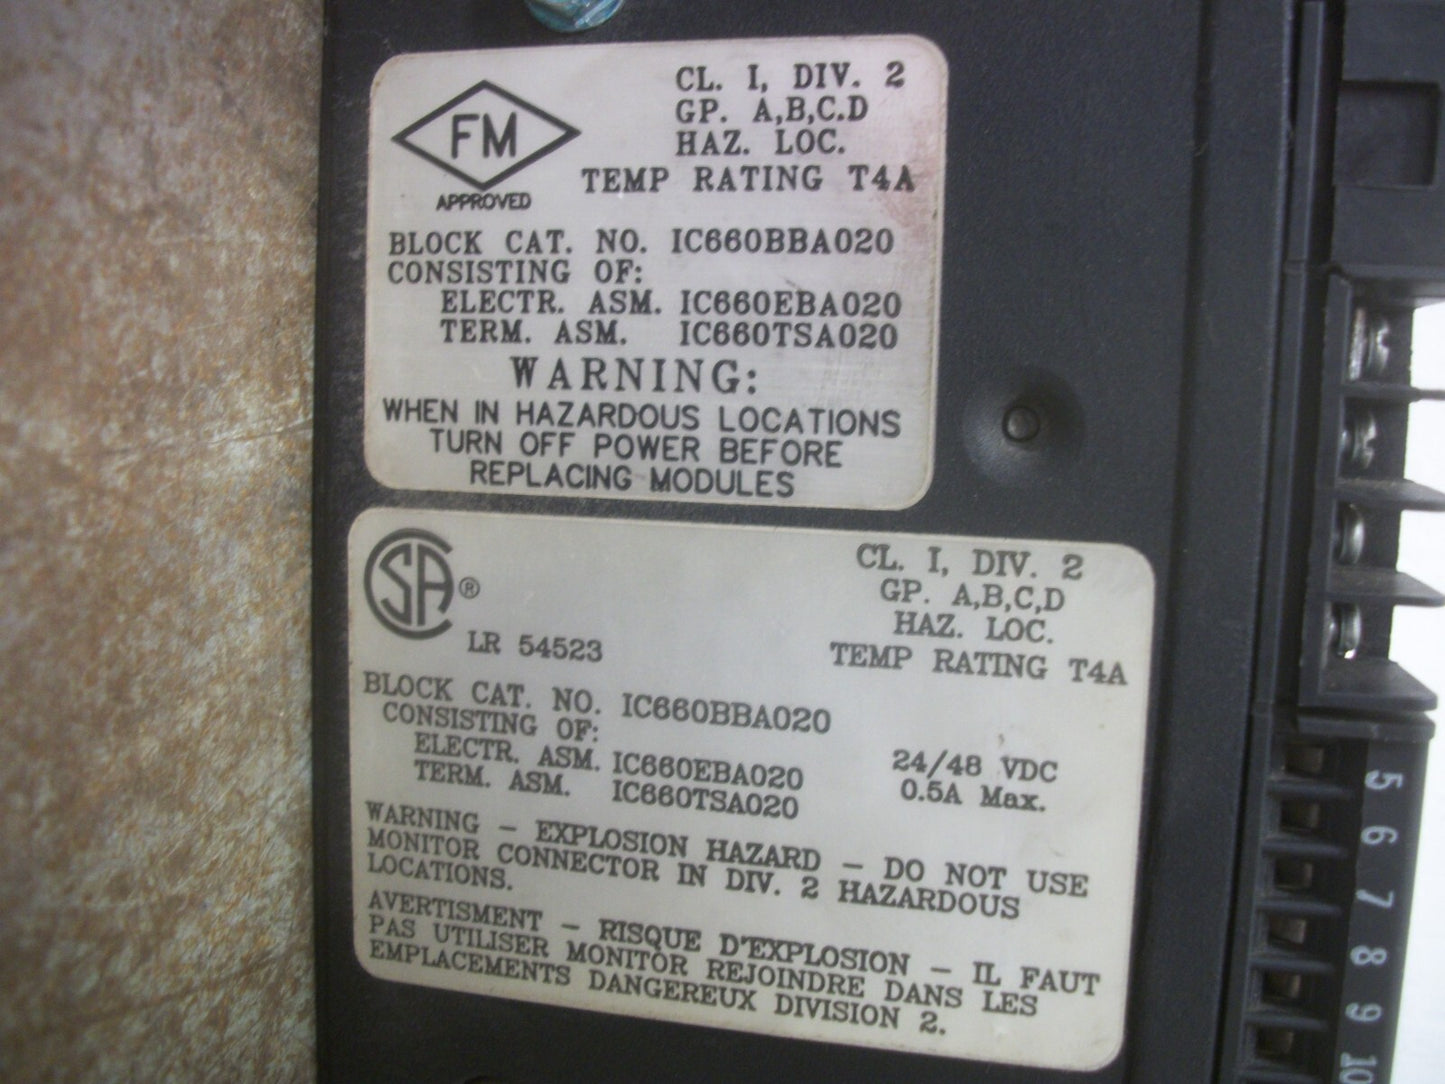 FM
APPROVED
CL. I, DIV. 2
GP. A,B,C.D
HAZ. LOC.
TEMP RATING T4A
BLOCK CAT. NO. IC660BBA020
CONSISTING OF:
ELECTR. ASM. IC660EBA020
TERM. ASM. IC660TSA020
WARNING:
WHEN IN HAZARDOUS LOCATIONS
TURN OFF POWER BEFORE
REPLACING MODULES
CSA ®
LR 54523
CL. I, DIV. 2
GP. A,B,C,D
HAZ. LOC.
TEMP RATING T4A
BLOCK CAT. NO. IC660BBA020
CONSISTING OF:
ELECTR. ASM. IC660EBA020
TERM. ASM. IC660TSA020
24/48 VDC
0.5A Max.
WARNING – EXPLOSION HAZARD – DO NOT USE
MONITOR CONNECTOR IN DIV. 2 HAZARDOUS
LOCATIONS.
AVERTISMENT – RISQUE D'EXPLOSION – IL FAUT
PAS UTILISER MONITOR REJOINDRE DANS LES
EMPLACEMENTS DANGEREUX DIVISION 2.
5
6
7
8
9
10